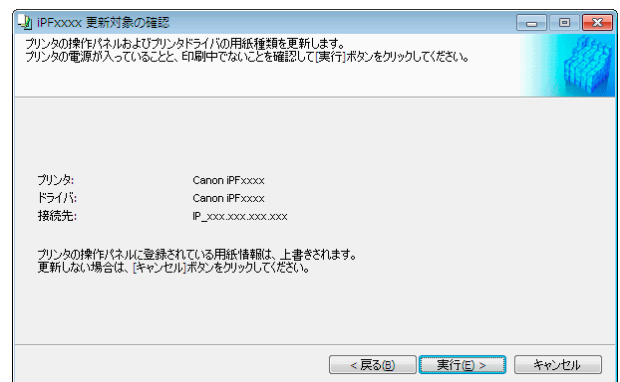 iPFxxxx 更新対象の確認
プリンタの操作パネルおよびプリンタドライバの用紙種類を更新します。
プリンタの電源が入っていることと、印刷中でないことを確認して[実行]ボタンをクリックしてください。
プリンタ: Canon iPFxxxx
ドライバ: Canon iPFxxxx
接続先: IP_xxx.xxx.xxx.xxx
プリンタの操作パネルに登録されている用紙情報は、上書きされます。
更新しない場合は、[キャンセル]ボタンをクリックしてください。
< 戻る(B) 実行(E) > キャンセル